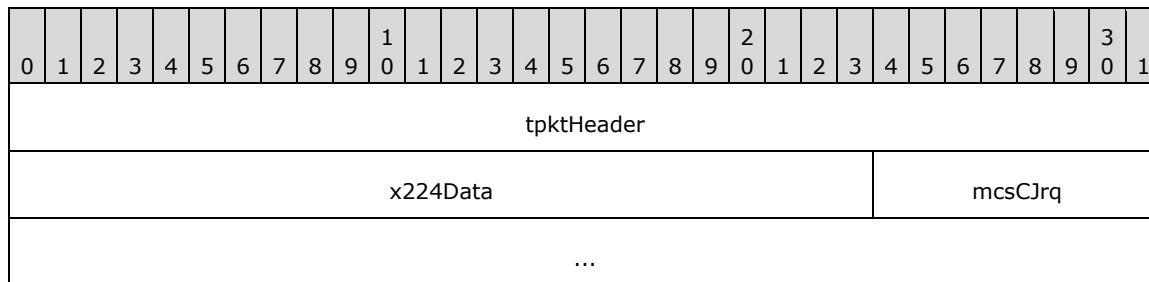 1 2 3
0 1 2 3 4 5 6 7 8 9 0 1 2 3 4 5 6 7 8 9 0 1 2 3 4 5 6 7 8 9 0 1
tpktHeader
x224Data mcsCJrq
...